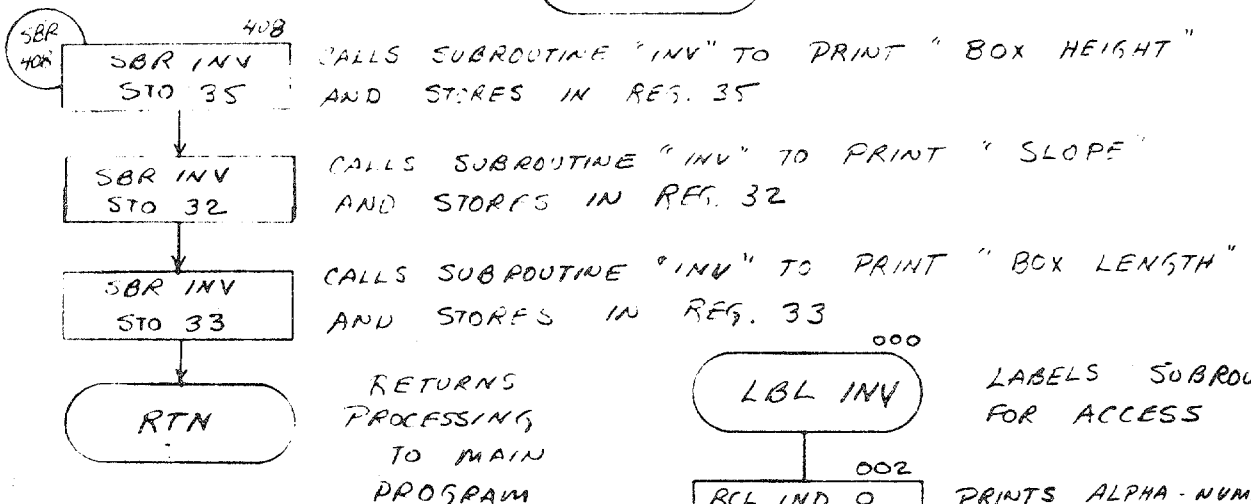 SBR
408
408
SBR INV
STO 35
CALLS SUBROUTINE "INV" TO PRINT "BOX HEIGHT"
AND STORES IN REG. 35
SBR INV
STO 32
CALLS SUBROUTINE "INV" TO PRINT "SLOPE"
AND STORES IN REG. 32
SBR INV
STO 33
CALLS SUBROUTINE "INV" TO PRINT "BOX LENGTH"
AND STORES IN REG. 33
RTN
RETURNS
PROCESSING
TO MAIN
PROGRAM
000
LBL INV
LABELS SUBROU
FOR ACCESS
002
RCL IND 0
PRINTS ALPHA-NUM